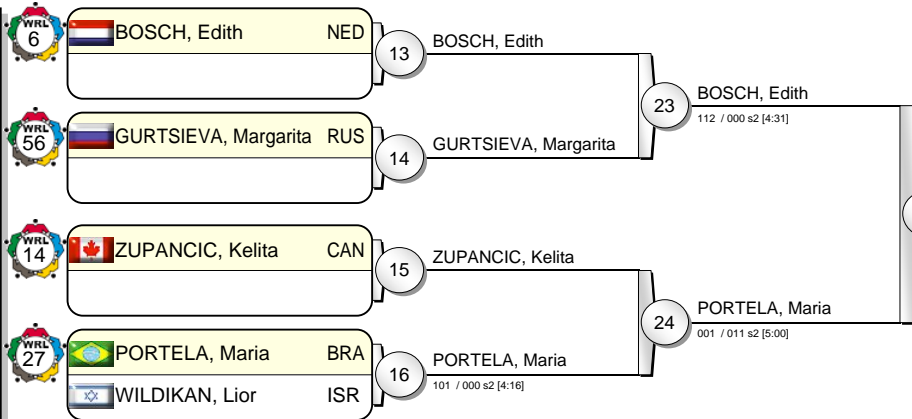 WRL
6
BOSCH, Edith NED
13
BOSCH, Edith
23
BOSCH, Edith
112 / 000 s2 [4:31]
WRL
56
GURTSIEVA, Margarita RUS
14
GURTSIEVA, Margarita
WRL
14
ZUPANCIC, Kelita CAN
15
ZUPANCIC, Kelita
24
PORTELA, Maria
001 / 011 s2 [5:00]
WRL
27
PORTELA, Maria BRA
16
PORTELA, Maria
101 / 000 s2 [4:16]
WILDIKAN, Lior ISR